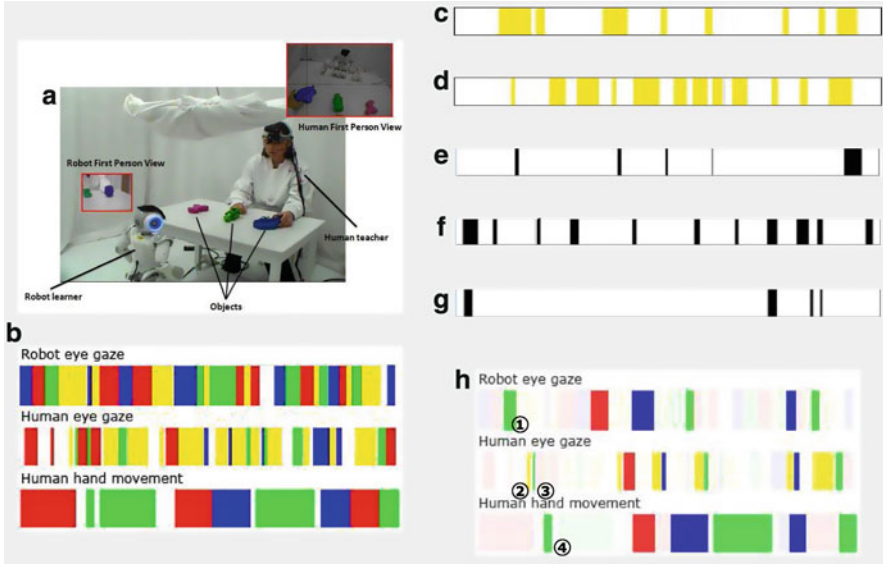 a
Human First Person View
Robot First Person View
Human teacher
Robot learner
Objects
b
Robot eye gaze
Human eye gaze
Human hand movement
c
d
e
f
g
h
Robot eye gaze
①
Human eye gaze
② ③
Human hand movement
④